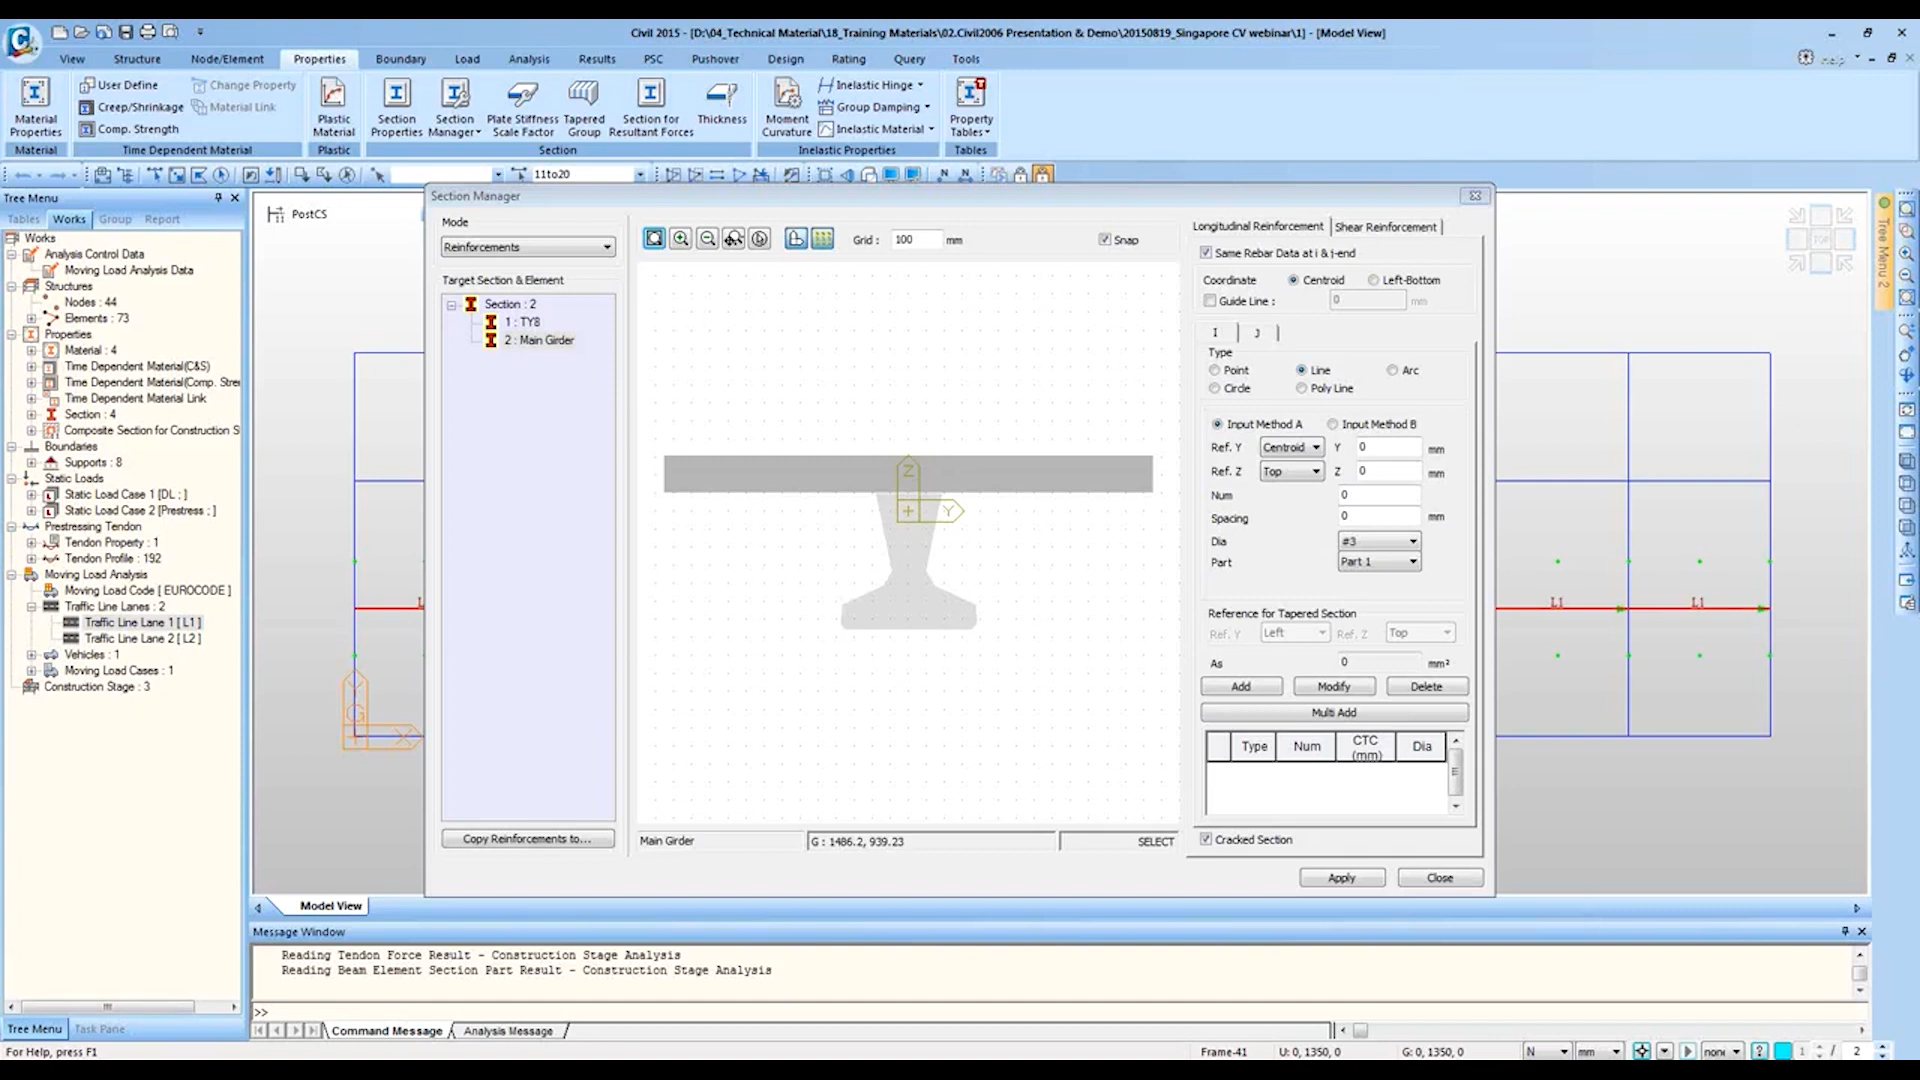 Civil 2015 - [D:\04_Technical Material\18_Training Materials\02.Civil2006 Presentation & Demo\20150819_Singapore CV webinar\1] - [Model View]
View Structure Node/Element Properties Boundary Load Analysis Results PSC Pushover Design Rating Query Tools Help
Material Properties
User Define
Creep/Shrinkage
Comp. Strength
Change Property
Material Link
Plastic Material
Section Properties
Section Manager
Plate Stiffness Scale Factor
Tapered Group
Section for Resultant Forces
Thickness
Moment Curvature
Inelastic Hinge
Group Damping
Inelastic Material
Property Tables
Material Time Dependent Material Plastic Section Inelastic Properties Tables
11to20
Tree Menu
Tables Works Group Report
Works
Analysis Control Data
Moving Load Analysis Data
Structures
Nodes : 44
Elements : 73
Properties
Material : 4
Time Dependent Material(C&S)
Time Dependent Material(Comp. Stre
Time Dependent Material Link
Section : 4
Composite Section for Construction S
Boundaries
Supports : 8
Static Loads
Static Load Case 1 [DL ; ]
Static Load Case 2 [Prestress ; ]
Prestressing Tendon
Tendon Property : 1
Tendon Profile : 192
Moving Load Analysis
Moving Load Code [ EUROCODE ]
Traffic Line Lanes : 2
Traffic Line Lane 1 [ L1 ]
Traffic Line Lane 2 [ L2 ]
Vehicles : 1
Moving Load Cases : 1
Construction Stage : 3
Tree Menu Task Pane
PostCS
Section Manager
Mode
Reinforcements
Target Section & Element
Section : 2
1 : TY8
2 : Main Girder
Copy Reinforcements to...
Grid : 100 mm
Snap
Z
Y
Main Girder G : 1486.2, 939.23 SELECT
Longitudinal Reinforcement Shear Reinforcement
Same Rebar Data at i & j-end
Coordinate Centroid Left-Bottom
Guide Line : 0 mm
I J
Type
Point Line Arc
Circle Poly Line
Input Method A Input Method B
Ref. Y Centroid Y 0 mm
Ref. Z Top Z 0 mm
Num 0
Spacing 0 mm
Dia #3
Part Part 1
Reference for Tapered Section
Ref. Y Left Ref. Z Top
As 0 mm²
Add Modify Delete
Multi Add
Type Num CTC (mm) Dia
Cracked Section
Apply Close
L1 L1
G
X
TOP
Tree Menu 2
Model View
Message Window
Reading Tendon Force Result - Construction Stage Analysis
Reading Beam Element Section Part Result - Construction Stage Analysis
>>
Command Message Analysis Message
For Help, press F1
Frame-41 U: 0, 1350, 0 G: 0, 1350, 0 N mm none 1 / 2